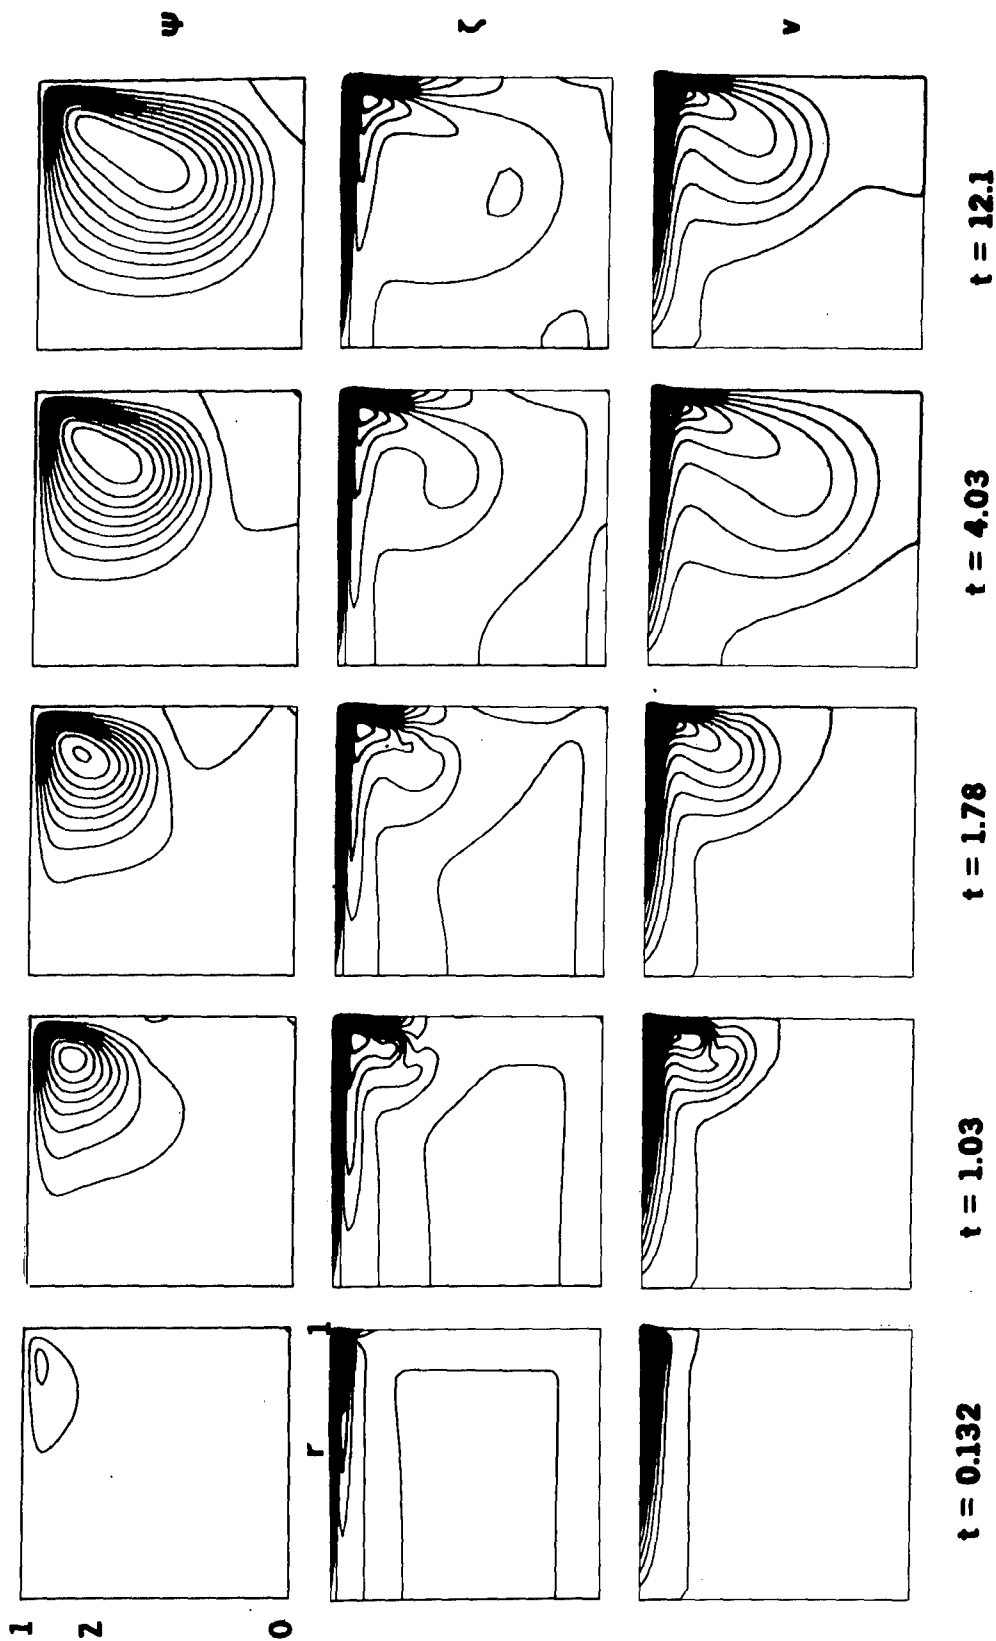 Ψ
ζ
v
1
Z
0
r
1
t = 0.132
t = 1.03
t = 1.78
t = 4.03
t = 12.1